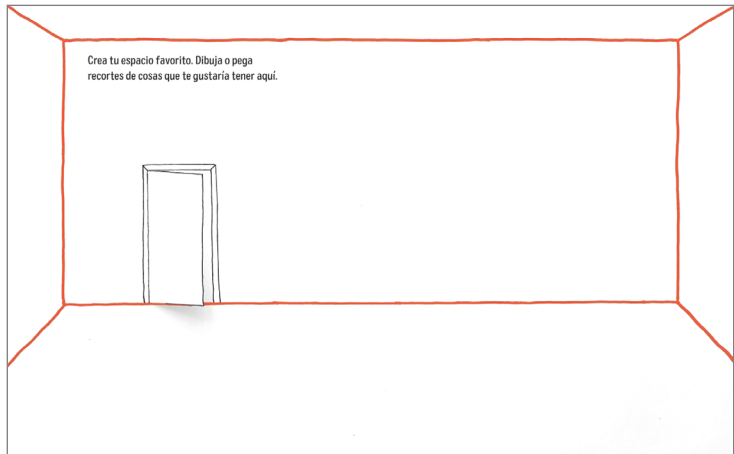 Crea tu espacio favorito. Dibuja o pega
recortes de cosas que te gustaría tener aquí.